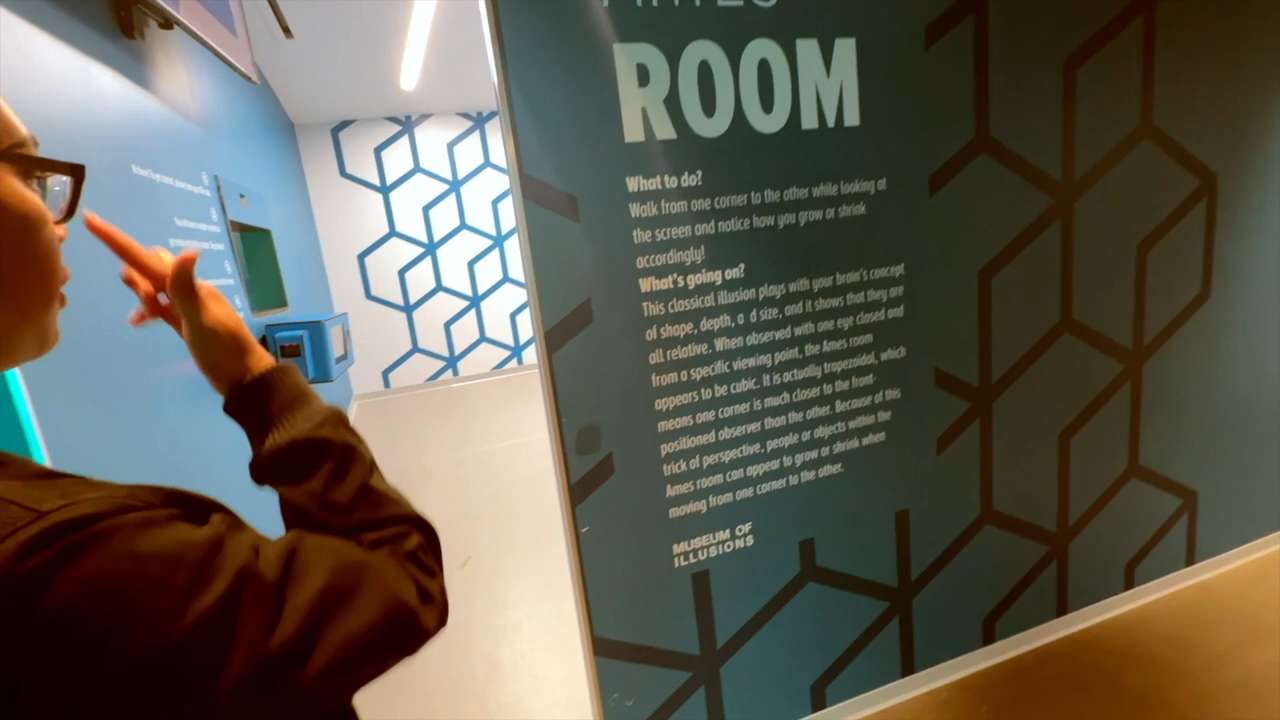 AMES
ROOM
What to do?
Walk from one corner to the other while looking at
the screen and notice how you grow or shrink
accordingly!
What's going on?
This classical illusion plays with your brain's concept
of shape, depth, a d size, and it shows that they are
all relative. When observed with one eye closed and
from a specific viewing point, the Ames room
appears to be cubic. It is actually trapezoidal, which
means one corner is much closer to the front-
positioned observer than the other. Because of this
trick of perspective, people or objects within the
Ames room can appear to grow or shrink when
moving from one corner to the other.
MUSEUM OF
ILLUSIONS